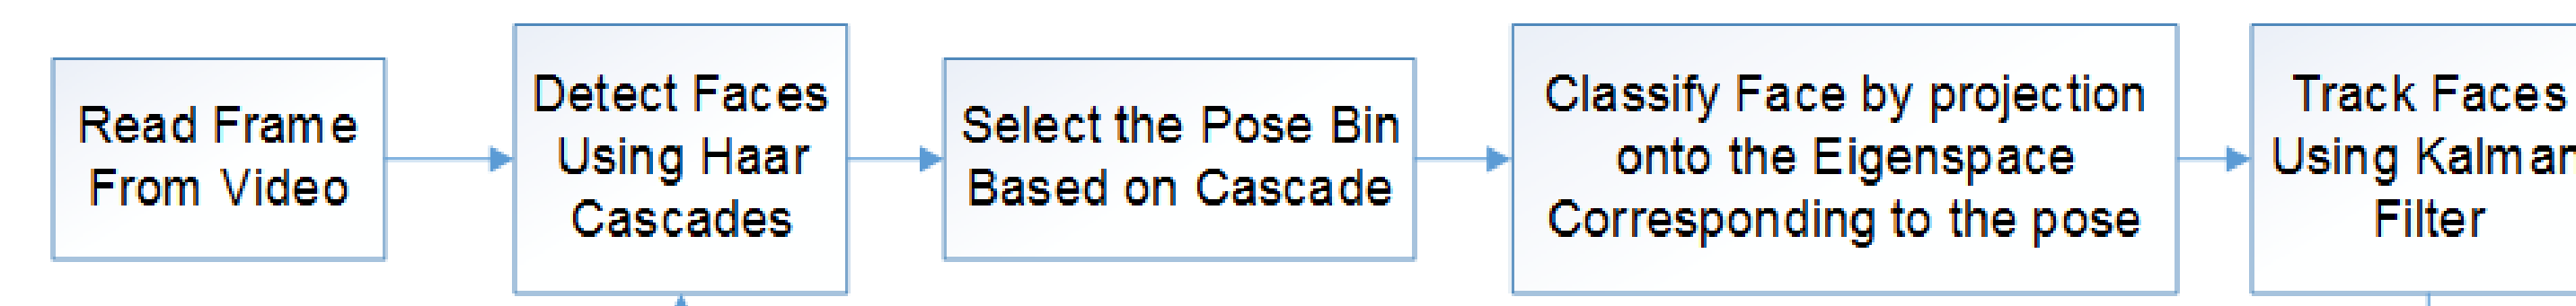 Read Frame
From Video
Detect Faces
Using Haar
Cascades
Select the Pose Bin
Based on Cascade
Classify Face by projection
onto the Eigenspace
Corresponding to the pose
Track Faces
Using Kalman
Filter